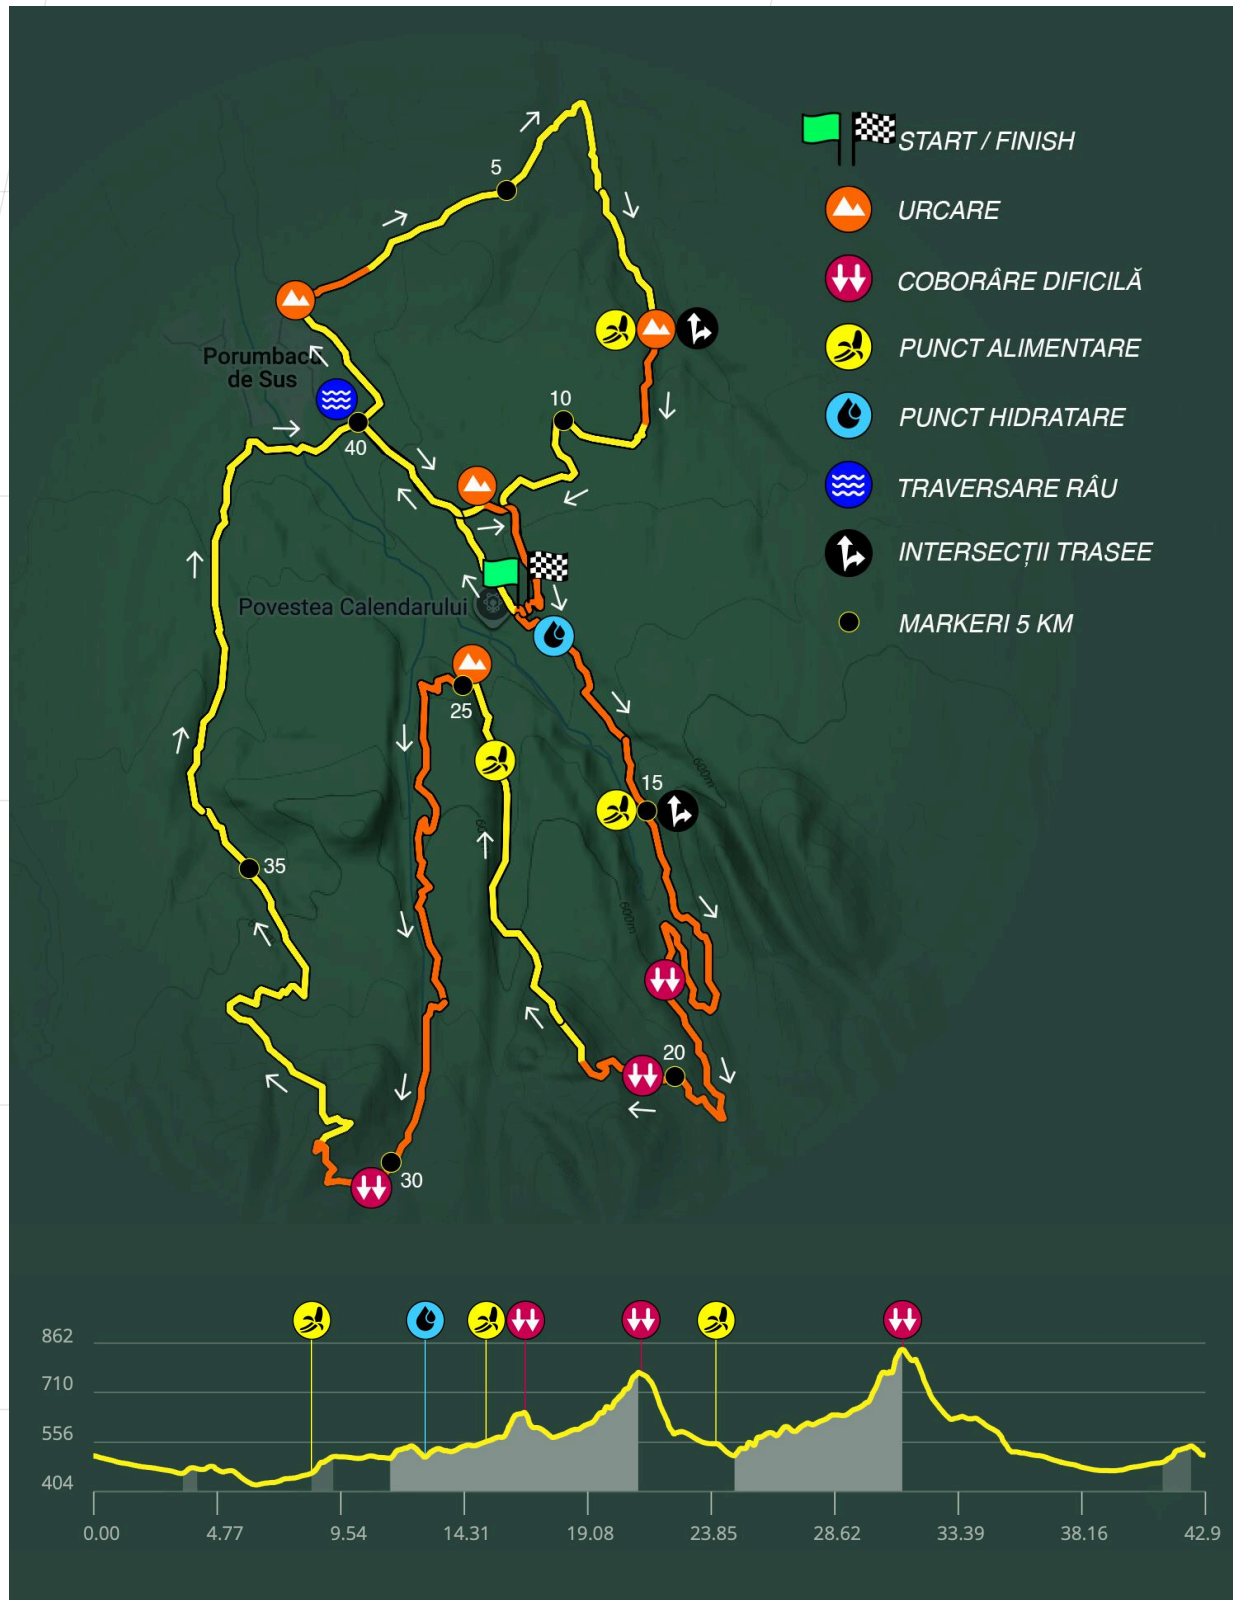 START / FINISH
URCARE
COBORÂRE DIFICILĂ
PUNCT ALIMENTARE
PUNCT HIDRATARE
TRAVERSARE RÂU
INTERSECȚII TRASEE
MARKERI 5 KM
5
Porumbacu
de Sus
10
40
Povestea Calendarului
25
600m
15
35
600m
20
30
862
710
556
404
0.00
4.77
9.54
14.31
19.08
23.85
28.62
33.39
38.16
42.9